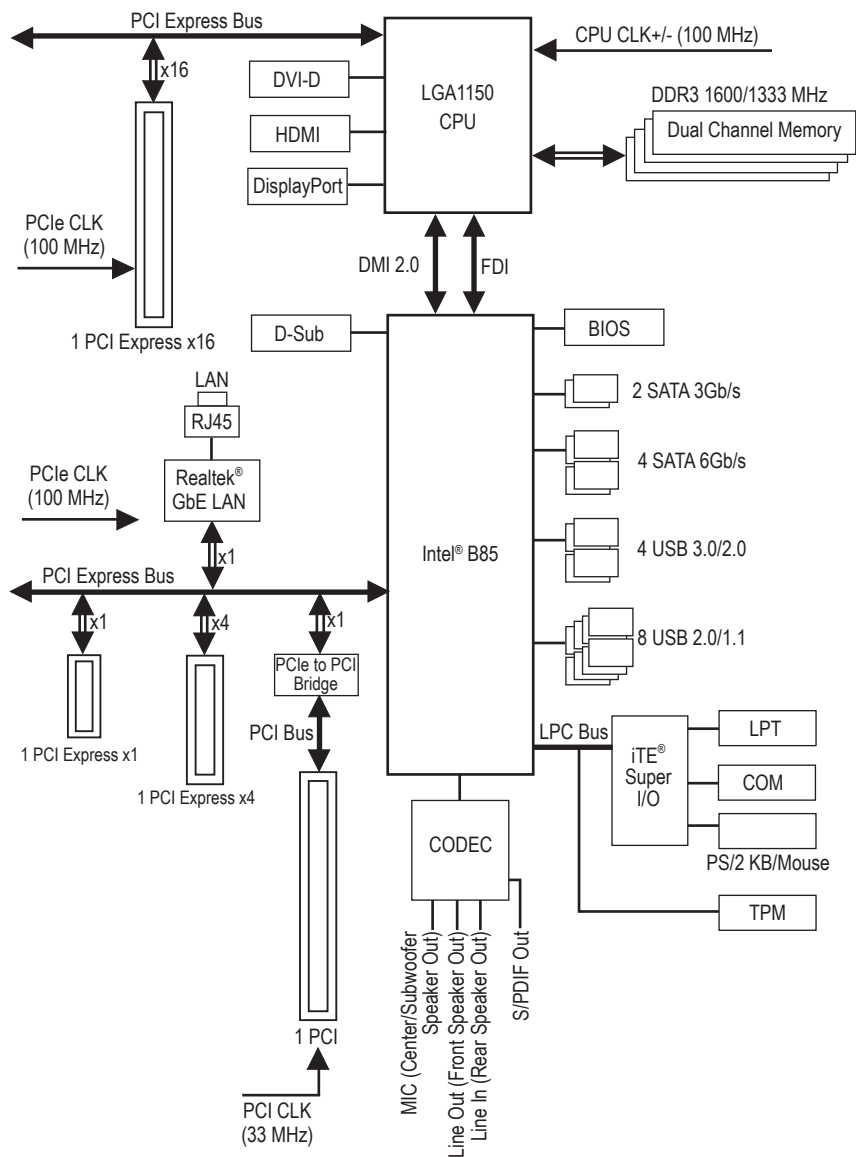 PCI Express Bus
CPU CLK+/- (100 MHz)
x16
DVI-D
LGA1150
CPU
DDR3 1600/1333 MHz
Dual Channel Memory
HDMI
DisplayPort
PCIe CLK
(100 MHz)
DMI 2.0
FDI
1 PCI Express x16
D-Sub
BIOS
LAN
RJ45
2 SATA 3Gb/s
PCIe CLK
(100 MHz)
Realtek®
GbE LAN
4 SATA 6Gb/s
x1
Intel® B85
4 USB 3.0/2.0
PCI Express Bus
x1
x4
x1
8 USB 2.0/1.1
PCIe to PCI
Bridge
1 PCI Express x1
PCI Bus
1 PCI Express x4
LPC Bus
iTE®
Super
I/O
LPT
COM
PS/2 KB/Mouse
CODEC
TPM
MIC (Center/Subwoofer
Speaker Out)
Line Out (Front Speaker Out)
Line In (Rear Speaker Out)
S/PDIF Out
1 PCI
PCI CLK
(33 MHz)